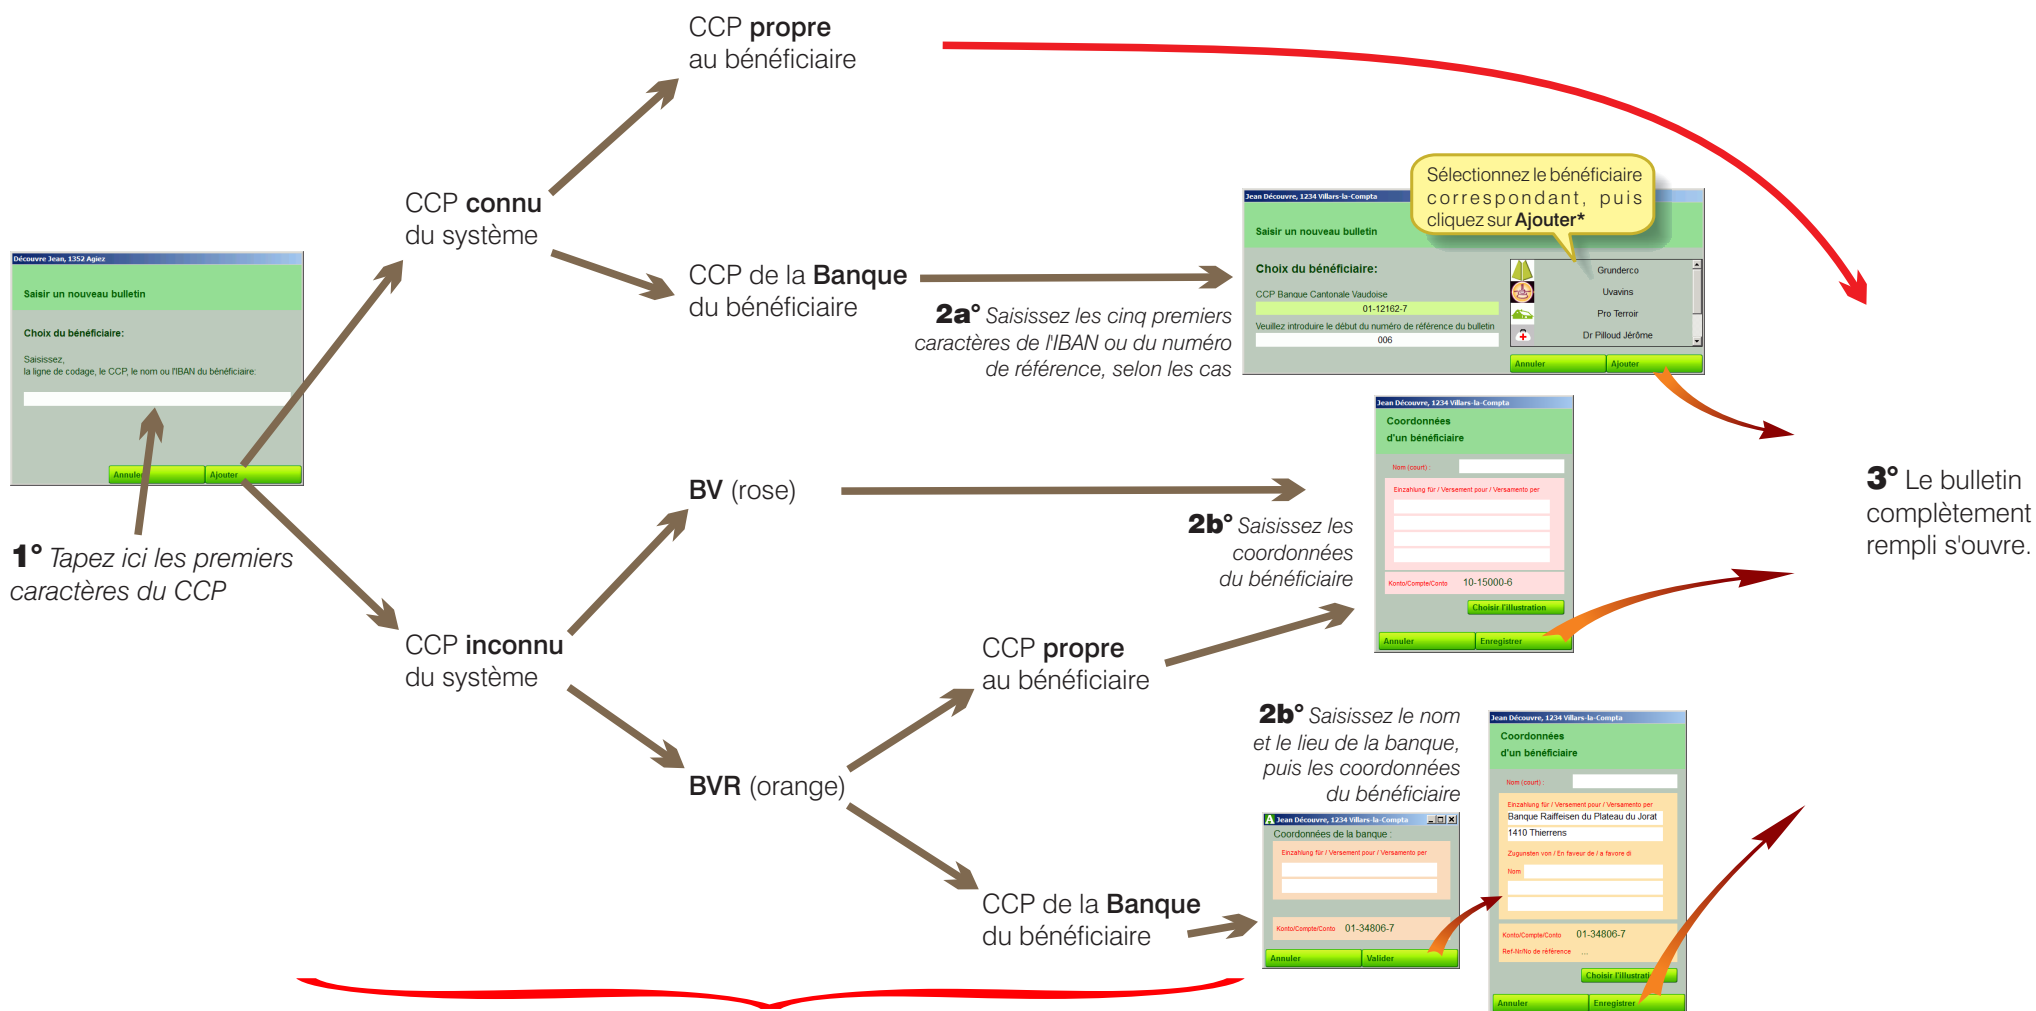 CCP propre
au bénéficiaire
CCP connu
du système
CCP de la Banque
du bénéficiaire
Découvre Jean, 1352 Agiez
Saisir un nouveau bulletin
Choix du bénéficiaire:
Saisissez,
la ligne de codage, le CCP, le nom ou l'IBAN du bénéficiaire:
Annuler
Ajouter
1° Tapez ici les premiers
caractères du CCP
2a° Saisissez les cinq premiers
caractères de l'IBAN ou du numéro
de référence, selon les cas
Jean Découvre, 1234 Villars-la-Compta
Saisir un nouveau bulletin
Sélectionnez le bénéficiaire
correspondant, puis
cliquez sur Ajouter*
Choix du bénéficiaire:
CCP Banque Cantonale Vaudoise
01-12162-7
Veuillez introduire le début du numéro de référence du bulletin
006
Grunderco
Uvavins
Pro Terroir
Dr Pilloud Jérôme
Annuler
Ajouter
BV (rose)
2b° Saisissez les
coordonnées
du bénéficiaire
Jean Découvre, 1234 Villars-la-Compta
Coordonnées
d'un bénéficiaire
Nom (court) :
Einzahlung für / Versement pour / Versamento per
Konto/Compte/Conto 10-15000-6
Choisir l'illustration
Annuler
Enregistrer
3° Le bulletin
complètement
rempli s'ouvre.
CCP inconnu
du système
CCP propre
au bénéficiaire
BVR (orange)
2b° Saisissez le nom
et le lieu de la banque,
puis les coordonnées
du bénéficiaire
CCP de la Banque
du bénéficiaire
A Jean Découvre, 1234 Villars-la-Compta
Coordonnées de la banque :
Einzahlung für / Versement pour / Versamento per
Konto/Compte/Conto 01-34806-7
Annuler
Valider
Jean Découvre, 1234 Villars-la-Compta
Coordonnées
d'un bénéficiaire
Nom (court) :
Einzahlung für / Versement pour / Versamento per
Banque Raiffeisen du Plateau du Jorat
1410 Thierrens
Zugunsten von / En faveur de / a favore di
Nom
Konto/Compte/Conto 01-34806-7
Ref-Nr/No de référence ...
Choisir l'illustrati
Annuler
Enregistrer